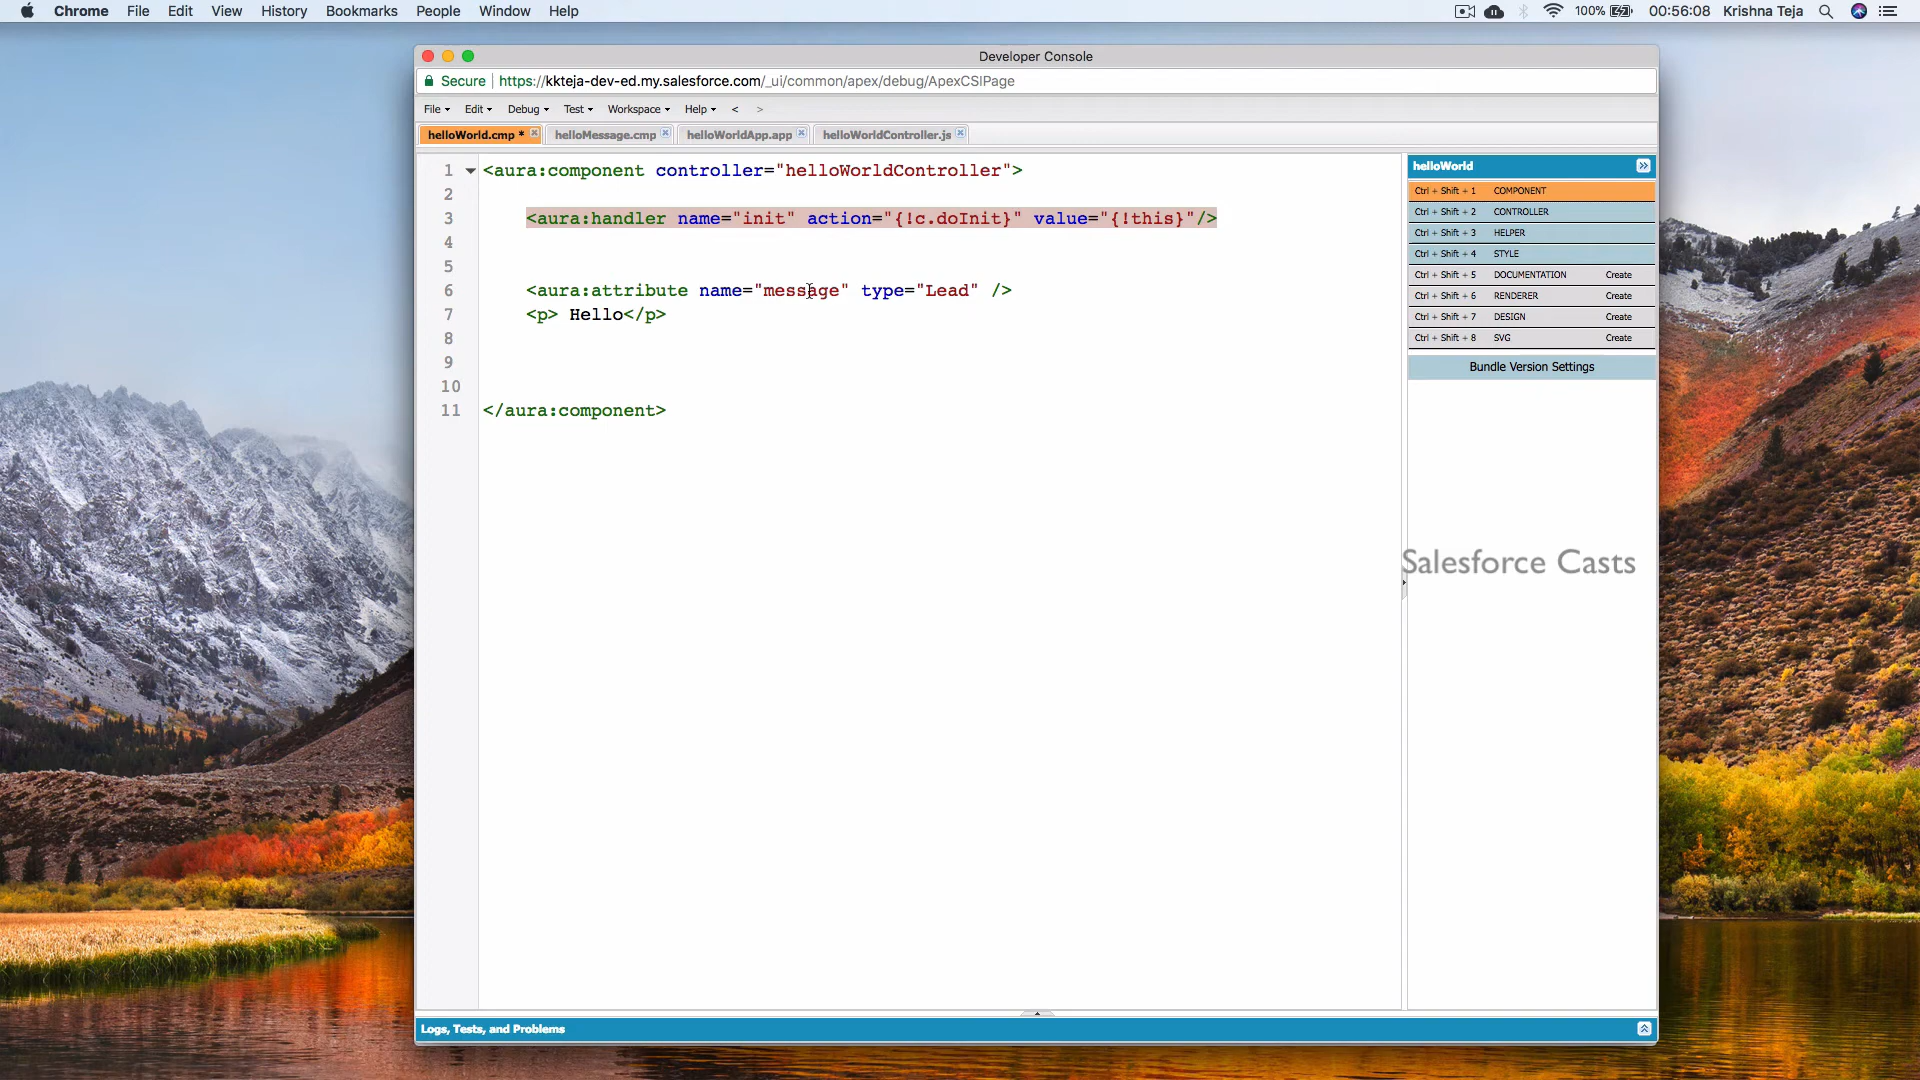 Chrome File Edit View History Bookmarks People Window Help 100% 00:56:08 Krishna Teja
Developer Console
Secure | https://kkteja-dev-ed.my.salesforce.com/_ui/common/apex/debug/ApexCSIPage
File Edit Debug Test Workspace Help < >
helloWorld.cmp * helloMessage.cmp helloWorldApp.app helloWorldController.js
1 <aura:component controller="helloWorldController">
2
3 <aura:handler name="init" action="{!c.doInit}" value="{!this}"/>
4
5
6 <aura:attribute name="message" type="Lead" />
7 <p> Hello</p>
8
9
10
11 </aura:component>
helloWorld
Ctrl + Shift + 1 COMPONENT
Ctrl + Shift + 2 CONTROLLER
Ctrl + Shift + 3 HELPER
Ctrl + Shift + 4 STYLE
Ctrl + Shift + 5 DOCUMENTATION Create
Ctrl + Shift + 6 RENDERER Create
Ctrl + Shift + 7 DESIGN Create
Ctrl + Shift + 8 SVG Create
Bundle Version Settings
Salesforce Casts
Logs, Tests, and Problems